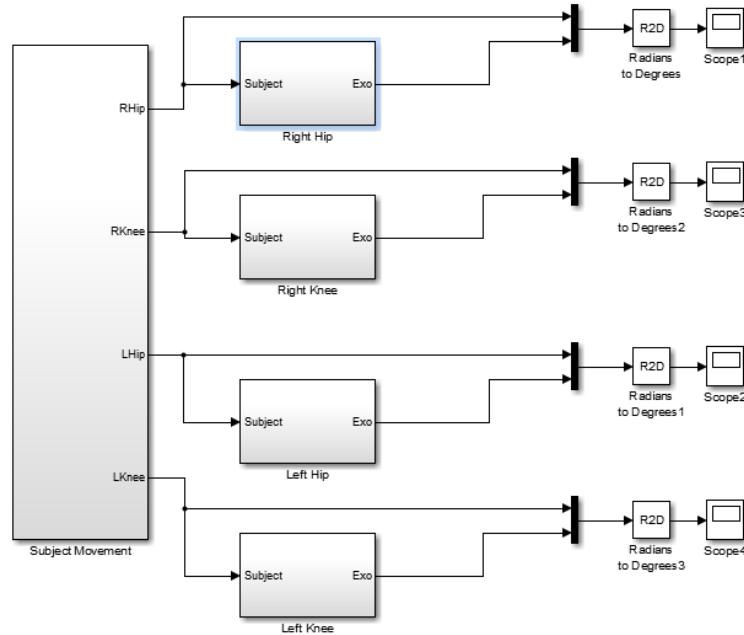 R2D
Radians
to Degrees
Scope1
Subject
Exo
Right Hip
RHip
R2D
Radians
to Degrees2
Scope3
Subject
Exo
Right Knee
RKnee
R2D
Radians
to Degrees1
Scope2
LHip
Subject
Exo
Left Hip
LKnee
R2D
Radians
to Degrees3
Scope4
Subject Movement
Subject
Exo
Left Knee